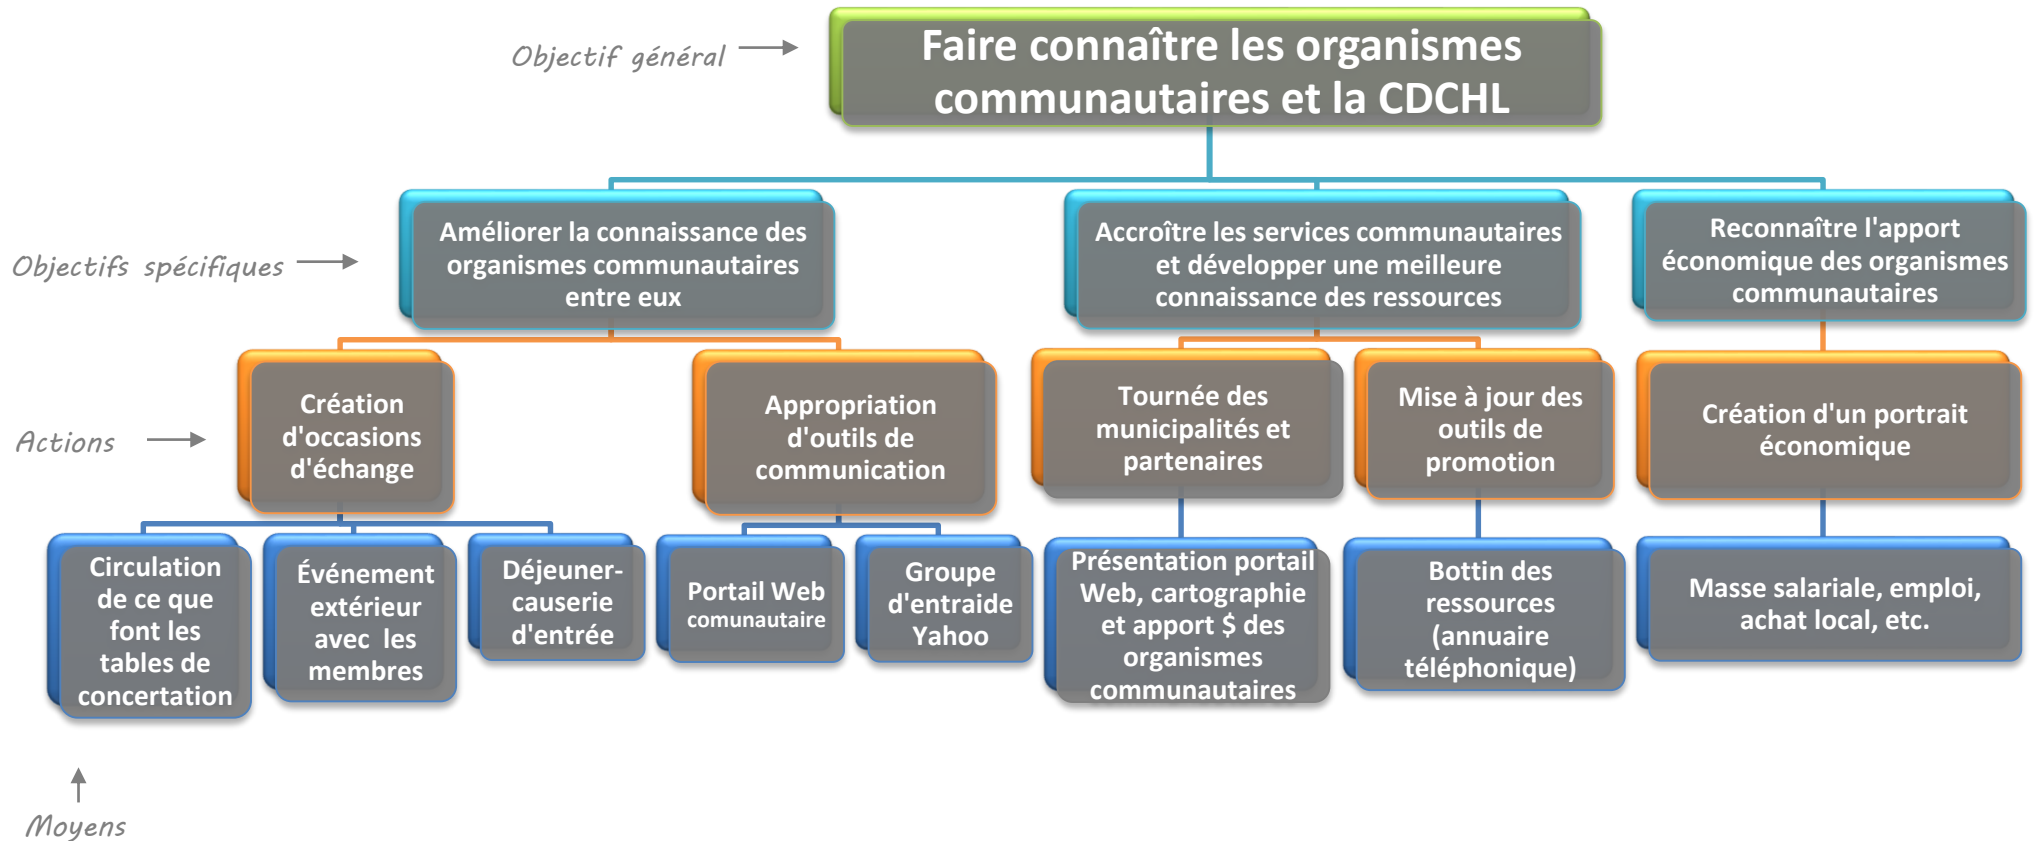 Objectif général
Faire connaître les organismes
communautaires et la CDCHL
Objectifs spécifiques
Améliorer la connaissance des
organismes communautaires
entre eux
Accroître les services communautaires
et développer une meilleure
connaissance des ressources
Reconnaître l'apport
économique des organismes
communautaires
Actions
Création
d'occasions
d'échange
Appropriation
d'outils de
communication
Tournée des
municipalités et
partenaires
Mise à jour des
outils de
promotion
Création d'un portrait
économique
Circulation
de ce que
font les
tables de
concertation
Événement
extérieur
avec les
membres
Déjeuner-
causerie
d'entrée
Portail Web
comunautaire
Groupe
d'entraide
Yahoo
Présentation portail
Web, cartographie
et apport $ des
organismes
communautaires
Bottin des
ressources
(annuaire
téléphonique)
Masse salariale, emploi,
achat local, etc.
Moyens